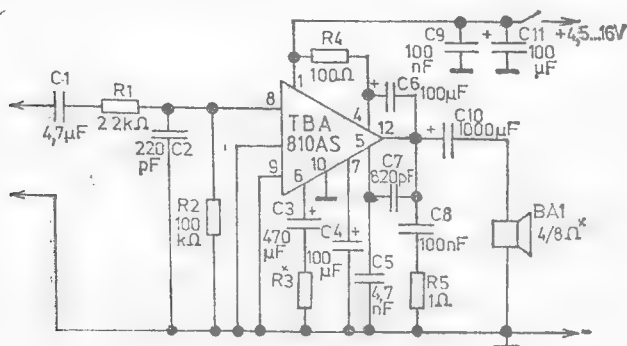 C1
4,7µF
R1
2.2kΩ
220
pF
C2
R2
100
kΩ
8
9
1
TBA
810AS
6
10
7
4
5
12
R4
100Ω
+
C6
100µF
C9
100
nF
+
C11
100
µF
+4,5...16V
+
C10
1000µF
C7
820pF
C8
100nF
C3
+
470
µF
R3*
C4
+
100
µF
C5
4,7
nF
R5
1Ω
BA1
4/8Ω*
-